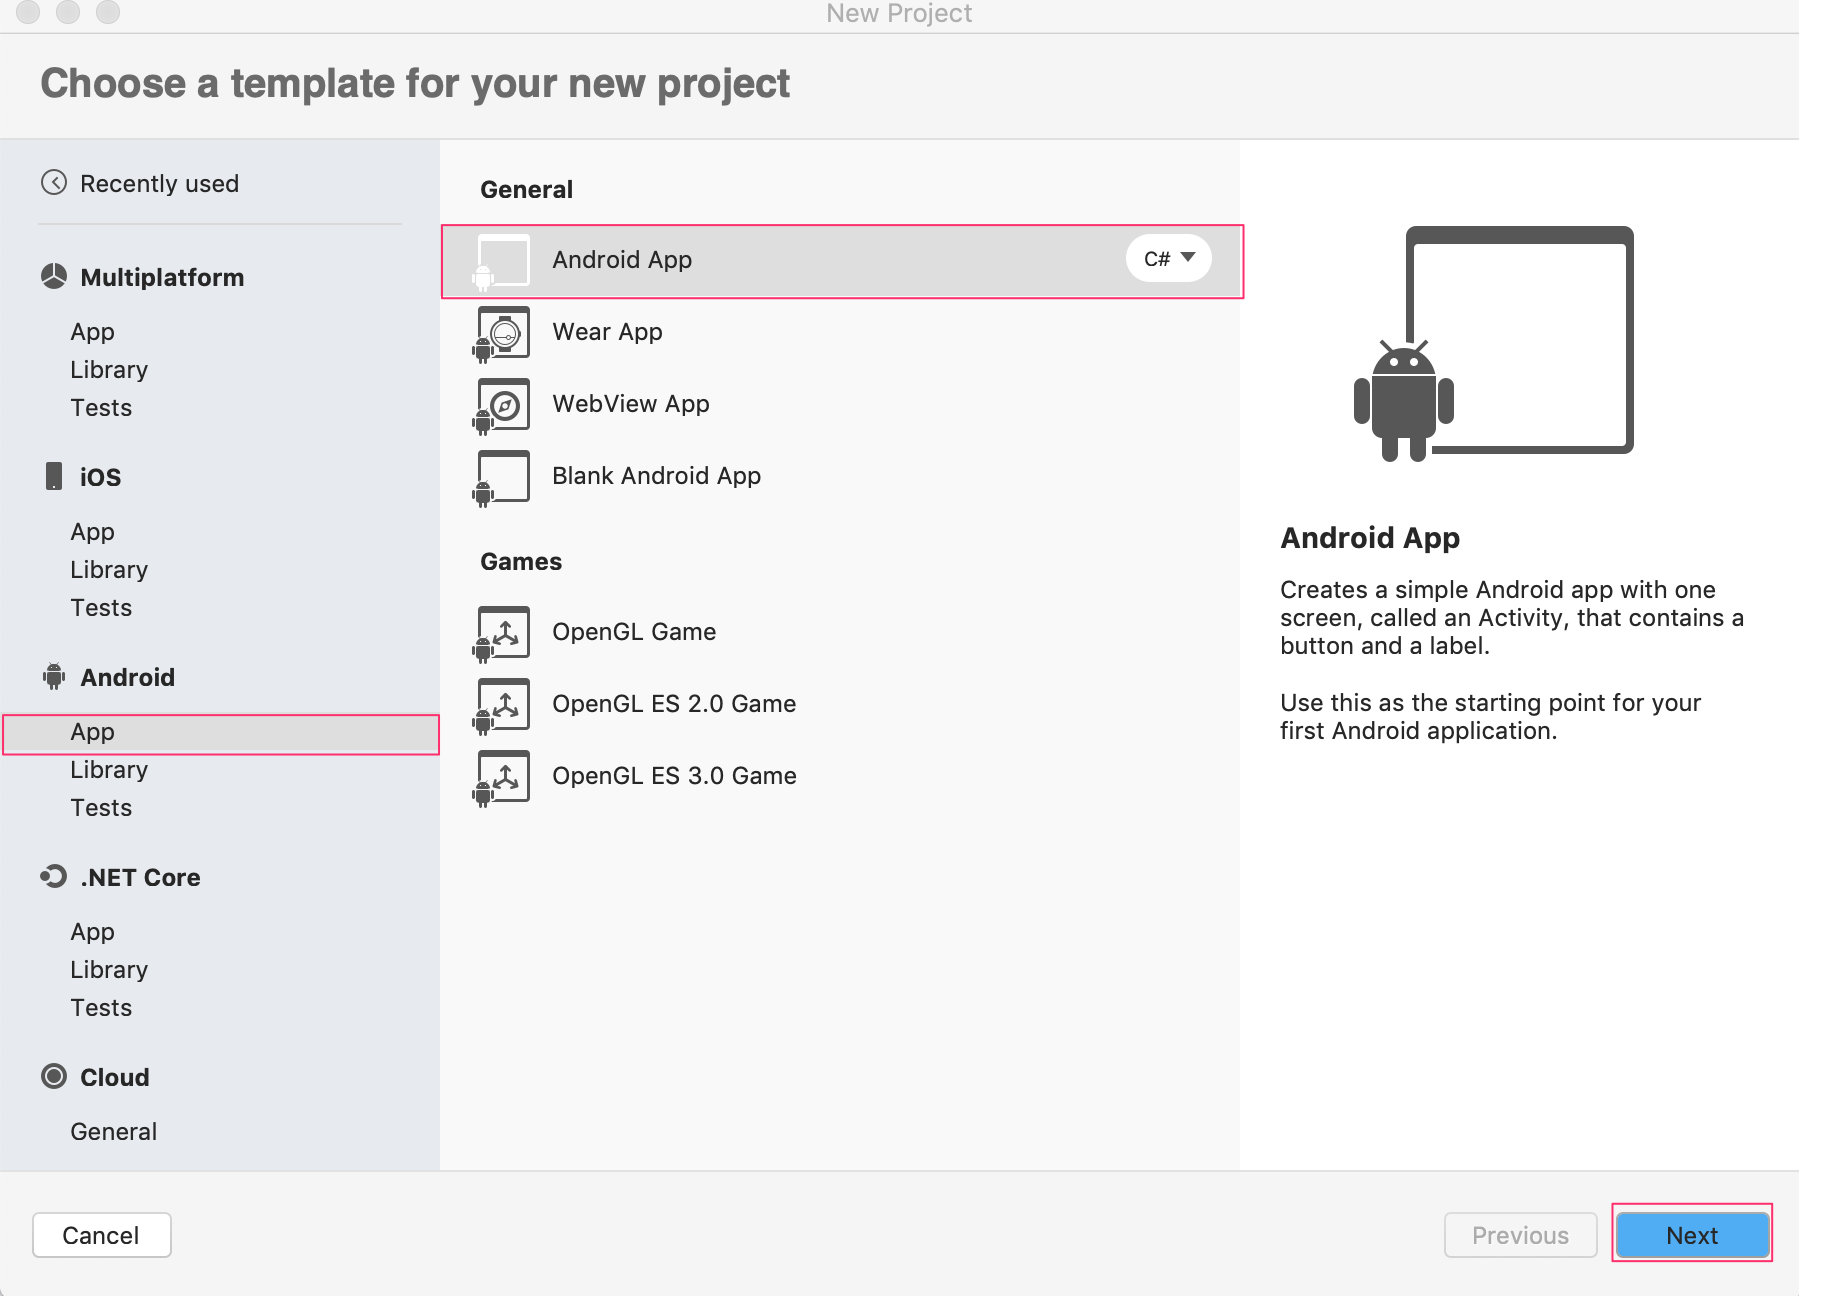 New Project
Choose a template for your new project
Recently used
Multiplatform
App
Library
Tests
iOS
App
Library
Tests
Android
App
Library
Tests
.NET Core
App
Library
Tests
Cloud
General
General
Android App
C#
Wear App
WebView App
Blank Android App
Games
OpenGL Game
OpenGL ES 2.0 Game
OpenGL ES 3.0 Game
Android App
Creates a simple Android app with one
screen, called an Activity, that contains a
button and a label.
Use this as the starting point for your
first Android application.
Cancel
Previous
Next